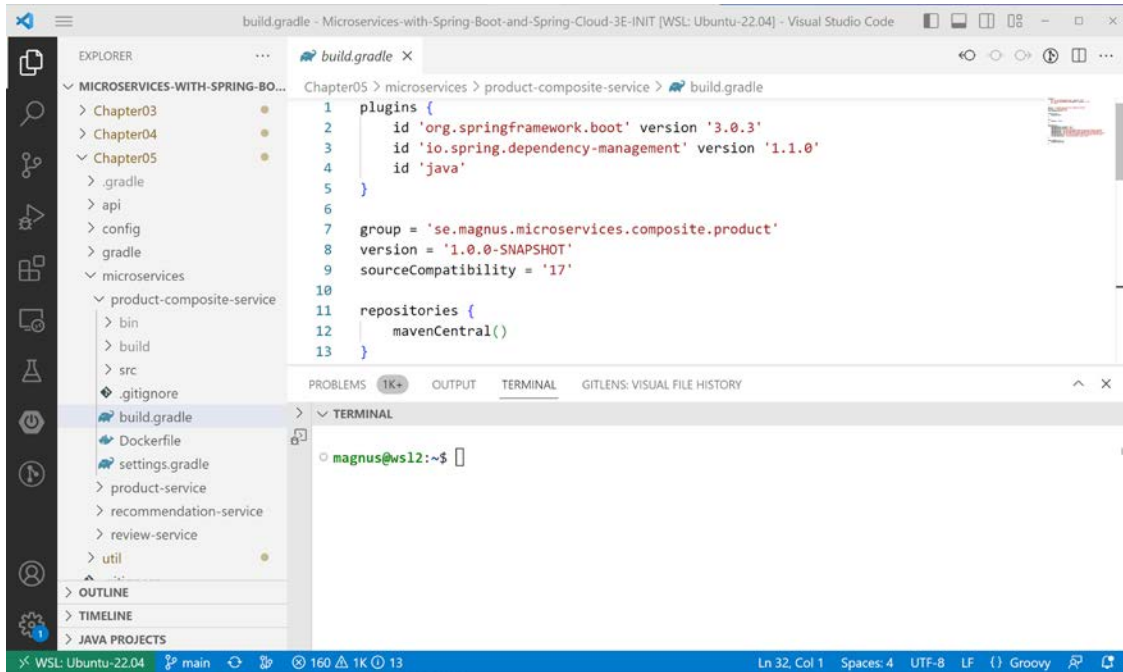 build.gradle - Microservices-with-Spring-Boot-and-Spring-Cloud-3E-INIT [WSL: Ubuntu-22.04] - Visual Studio Code
EXPLORER
MICROSERVICES-WITH-SPRING-BO...
Chapter03
Chapter04
Chapter05
.gradle
api
config
gradle
microservices
product-composite-service
bin
build
src
.gitignore
build.gradle
Dockerfile
settings.gradle
product-service
recommendation-service
review-service
util
OUTLINE
TIMELINE
JAVA PROJECTS
build.gradle
Chapter05 > microservices > product-composite-service > build.gradle
1 plugins {
2 id 'org.springframework.boot' version '3.0.3'
3 id 'io.spring.dependency-management' version '1.1.0'
4 id 'java'
5 }
6
7 group = 'se.magnus.microservices.composite.product'
8 version = '1.0.0-SNAPSHOT'
9 sourceCompatibility = '17'
10
11 repositories {
12 mavenCentral()
13 }
PROBLEMS 1K+ OUTPUT TERMINAL GITLENS: VISUAL FILE HISTORY
TERMINAL
magnus@wsl2:~$
1
WSL: Ubuntu-22.04 main 160 1K 13 Ln 32, Col 1 Spaces: 4 UTF-8 LF {} Groovy